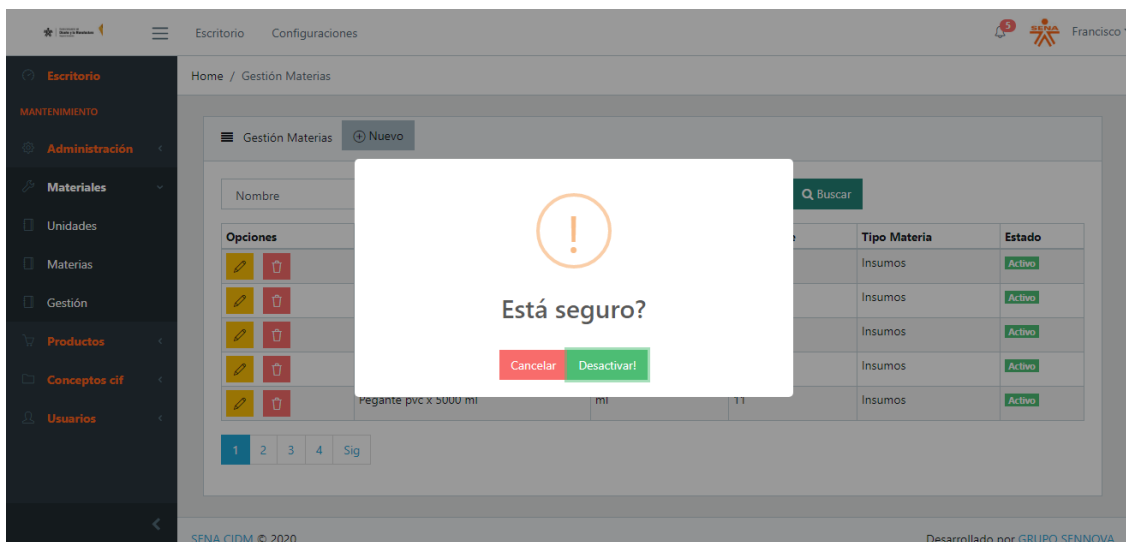 Escritorio Configuraciones 5 SENA Francisco
Escritorio
Home / Gestión Materias
MANTENIMIENTO
Gestión Materias Nuevo
Administración
Materiales
Nombre Buscar
Unidades
Opciones Tipo Materia Estado
Materias
Insumos Activo
Gestión
Insumos Activo
Está seguro?
Productos
Insumos Activo
Cancelar Desactivar!
Insumos Activo
Conceptos cif
Pegante pvc x 5000 ml ml 11 Insumos Activo
Usuarios
1 2 3 4 Sig
SENA CIDM © 2020 Desarrollado por GRUPO SENNOVA